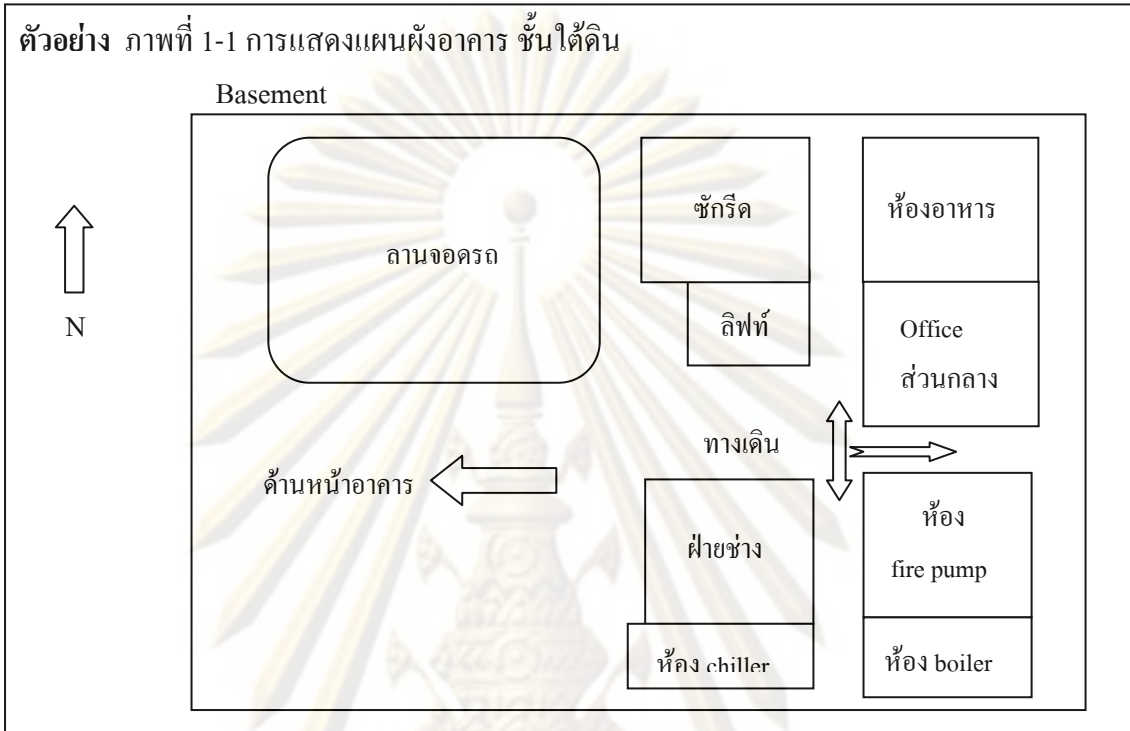 ตัวอย่าง ภาพที่ 1-1 การแสดงแผนผังอาคาร ชั้นใต้ดิน
Basement
ซักรีด
ห้องอาหาร
ลานจอดรถ
N
ลิฟท์
Office
ส่วนกลาง
ทางเดิน
ด้านหน้าอาคาร
ห้อง
fire pump
ฝ่ายช่าง
ห้อง chiller
ห้อง boiler